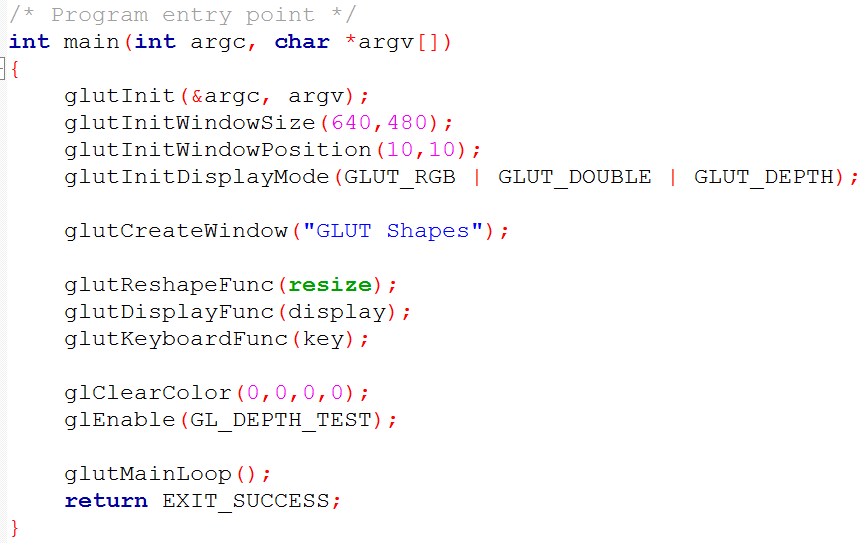 /* Program entry point */
int main(int argc, char *argv[])
{
    glutInit(&argc, argv);
    glutInitWindowSize(640,480);
    glutInitWindowPosition(10,10);
    glutInitDisplayMode(GLUT_RGB | GLUT_DOUBLE | GLUT_DEPTH);
    glutCreateWindow("GLUT Shapes");
    glutReshapeFunc(resize);
    glutDisplayFunc(display);
    glutKeyboardFunc(key);
    glClearColor(0,0,0,0);
    glEnable(GL_DEPTH_TEST);
    glutMainLoop();
    return EXIT_SUCCESS;
}